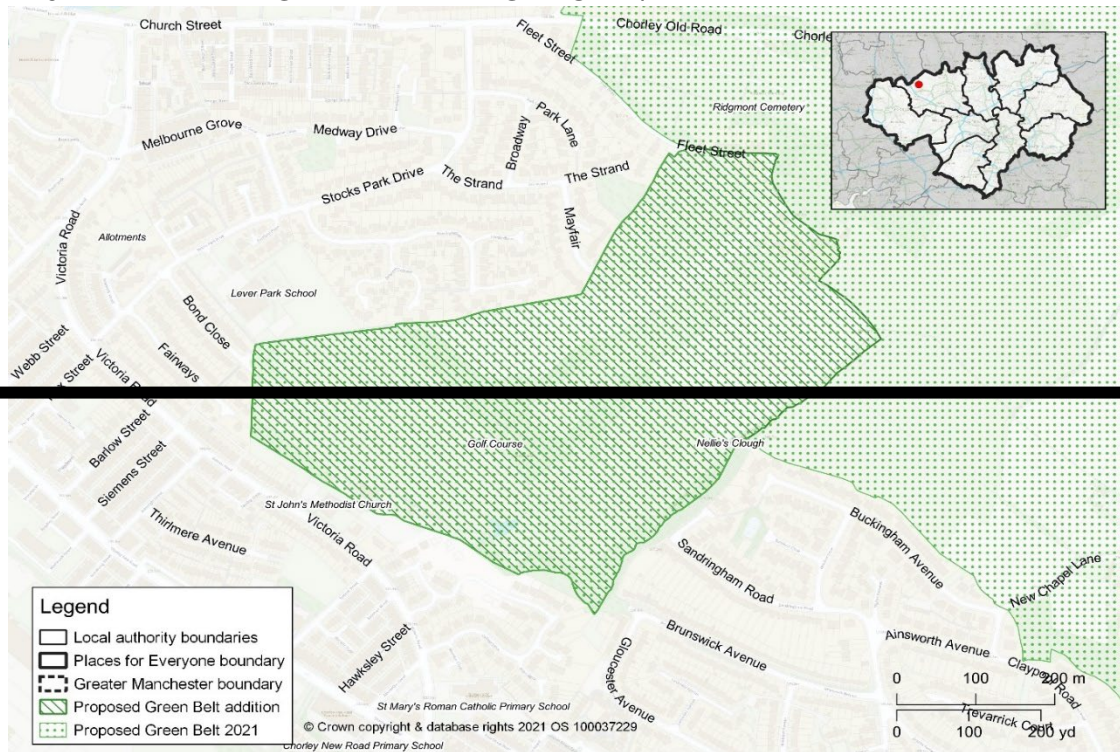 Church Street
Fleet Street
Chorley Old Road
Chorle
Ridgmont Cemetery
Park Lane
Broadway
Melbourne Grove
Medway Drive
Fleet Street
The Strand
The Strand
Stocks Park Drive
Mayfair
Victoria Road
Allotments
Lever Park School
Bond Close
Webb Street
Fairways
Victoria Road
x Street
Barlow Street
Golf Course
Nellie's Clough
Siemens Street
St John's Methodist Church
Thirlmere Avenue
Victoria Road
Buckingham Avenue
Sandringham Road
New Chapel Lane
Hawksley Street
Brunswick Avenue
Gloucester Avenue
Ainsworth Avenue
Claypool Road
Trevarrick Court
St Mary's Roman Catholic Primary School
Chorley New Road Primary School
Legend
Local authority boundaries
Places for Everyone boundary
Greater Manchester boundary
Proposed Green Belt addition
Proposed Green Belt 2021
© Crown copyright & database rights 2021 OS 100037229
0 100 200 m
0 100 200 yd